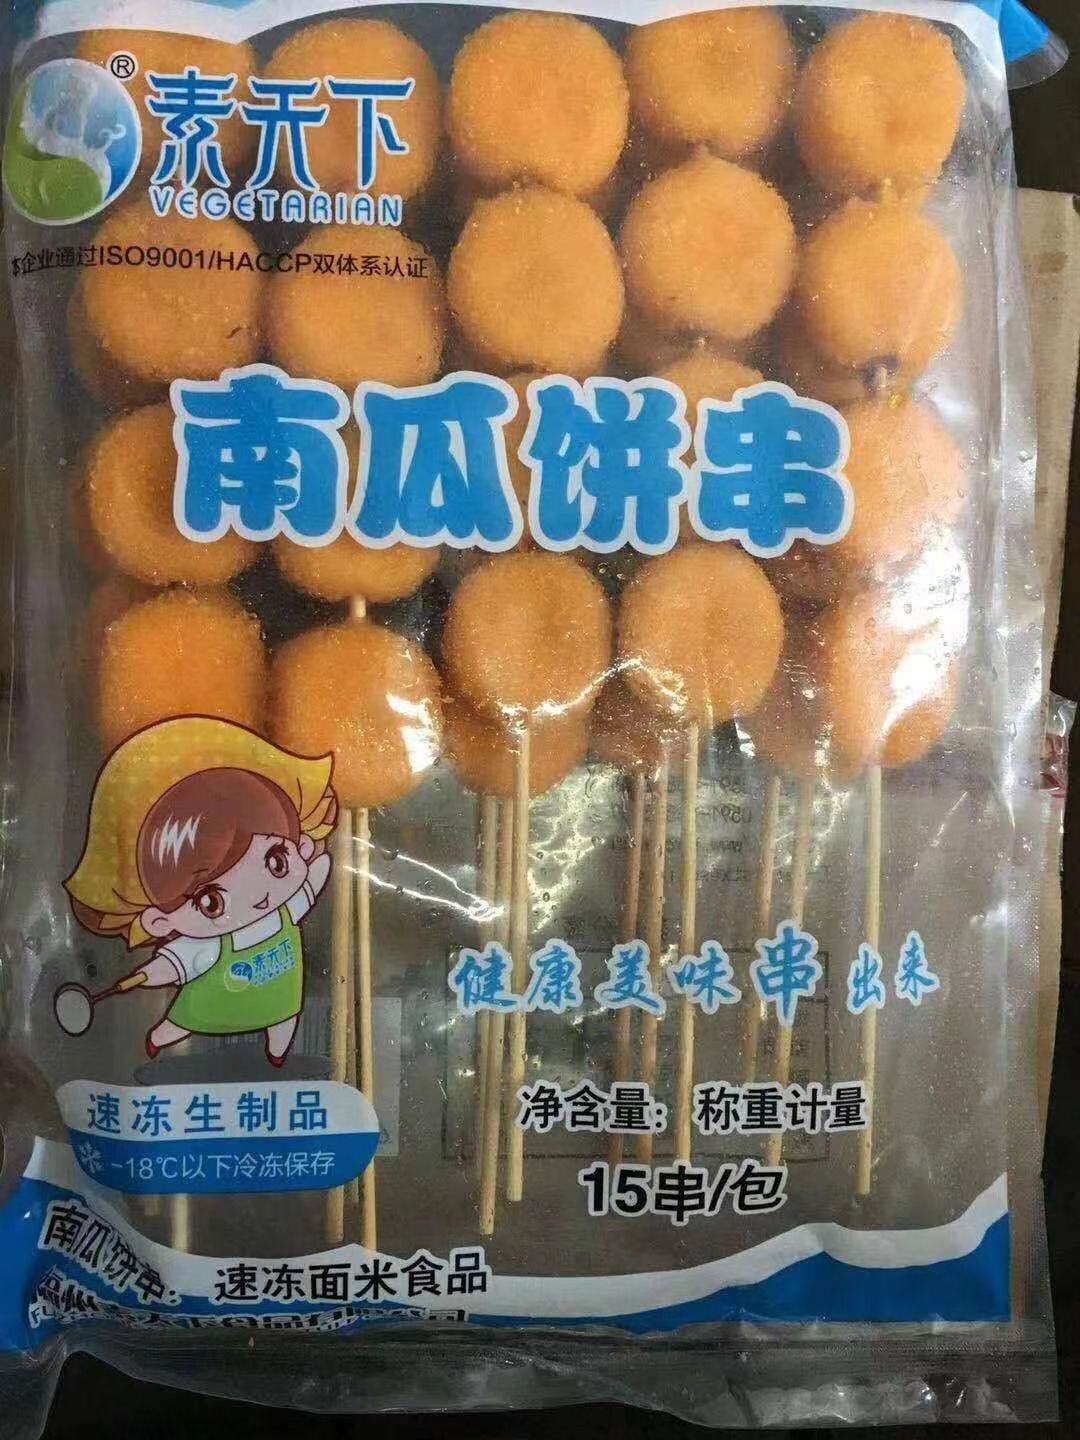 ®
素天下
VEGETARIAN
本企业通过ISO9001/HACCP双体系认证
南瓜饼串
素天下
健康美味串出来
净含量：称重计量
15串/包
速冻生制品
-18℃以下冷冻保存
南瓜饼串：速冻面米食品